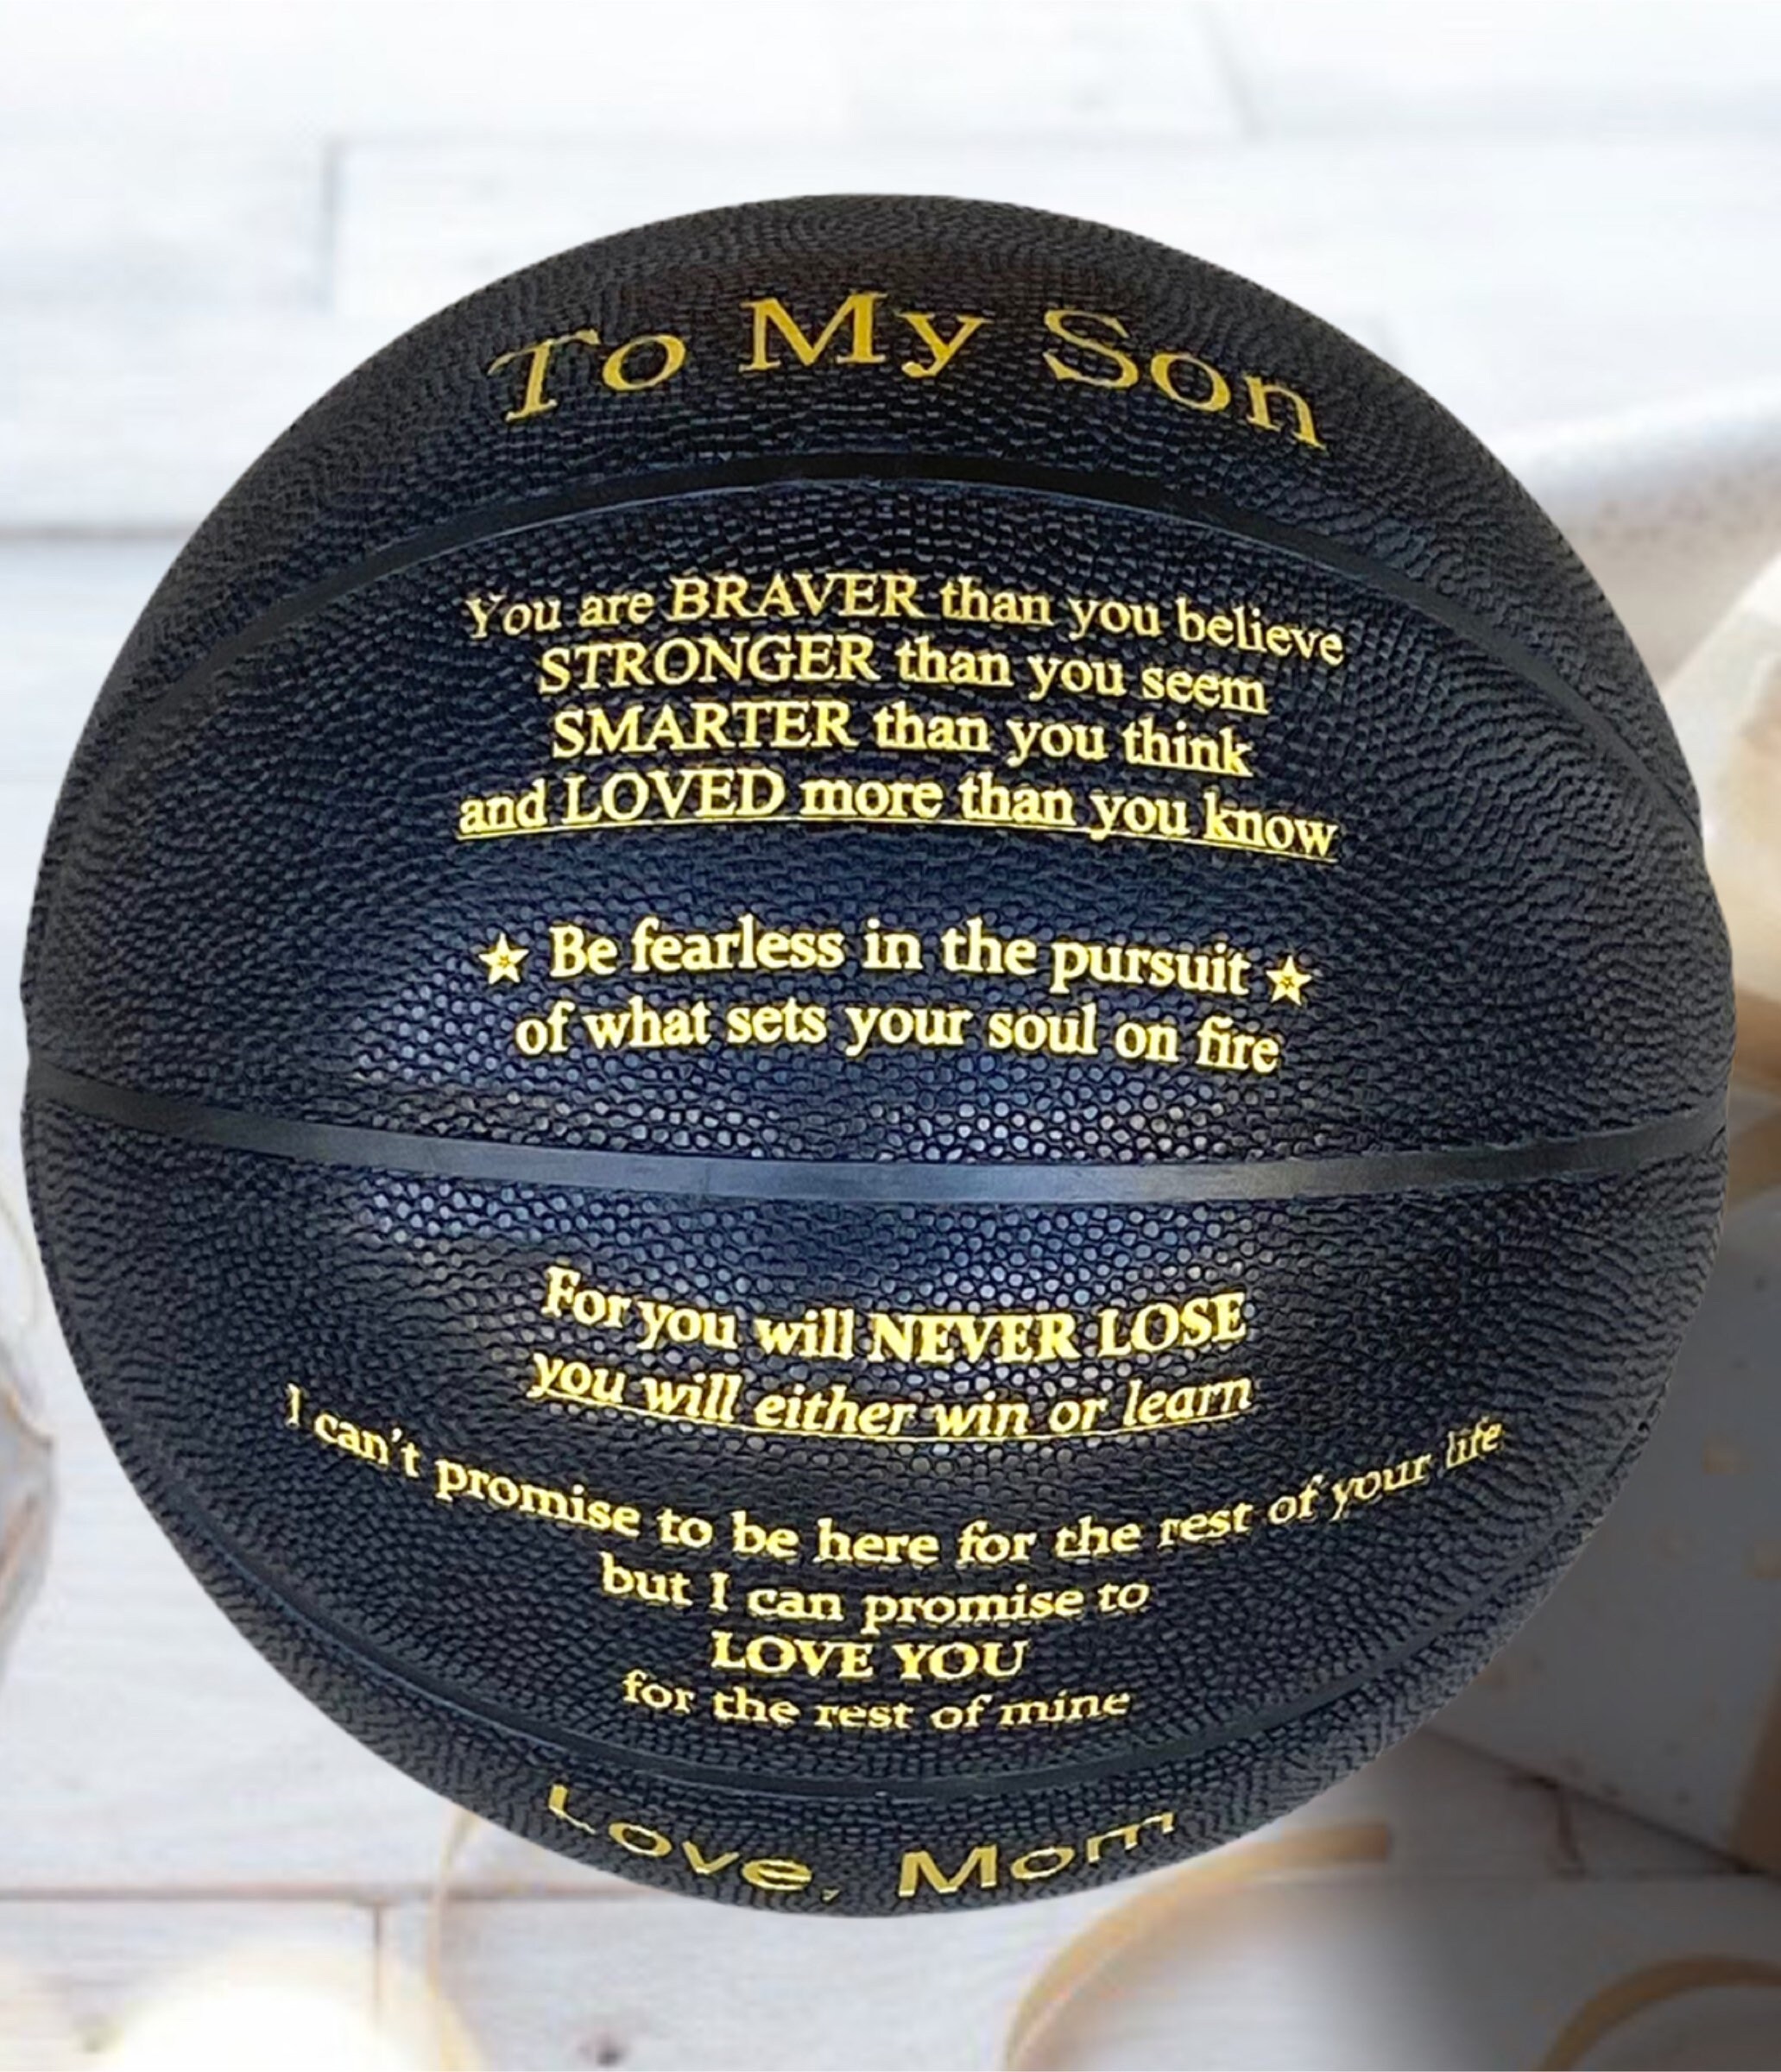 To My Son
You are BRAVER than you believe
STRONGER than you seem
SMARTER than you think
and LOVED more than you know
★ Be fearless in the pursuit ★
of what sets your soul on fire
For you will NEVER LOSE
you will either win or learn
I can't promise to be here for the rest of your life
but I can promise to
LOVE YOU
for the rest of mine
Love, Mom